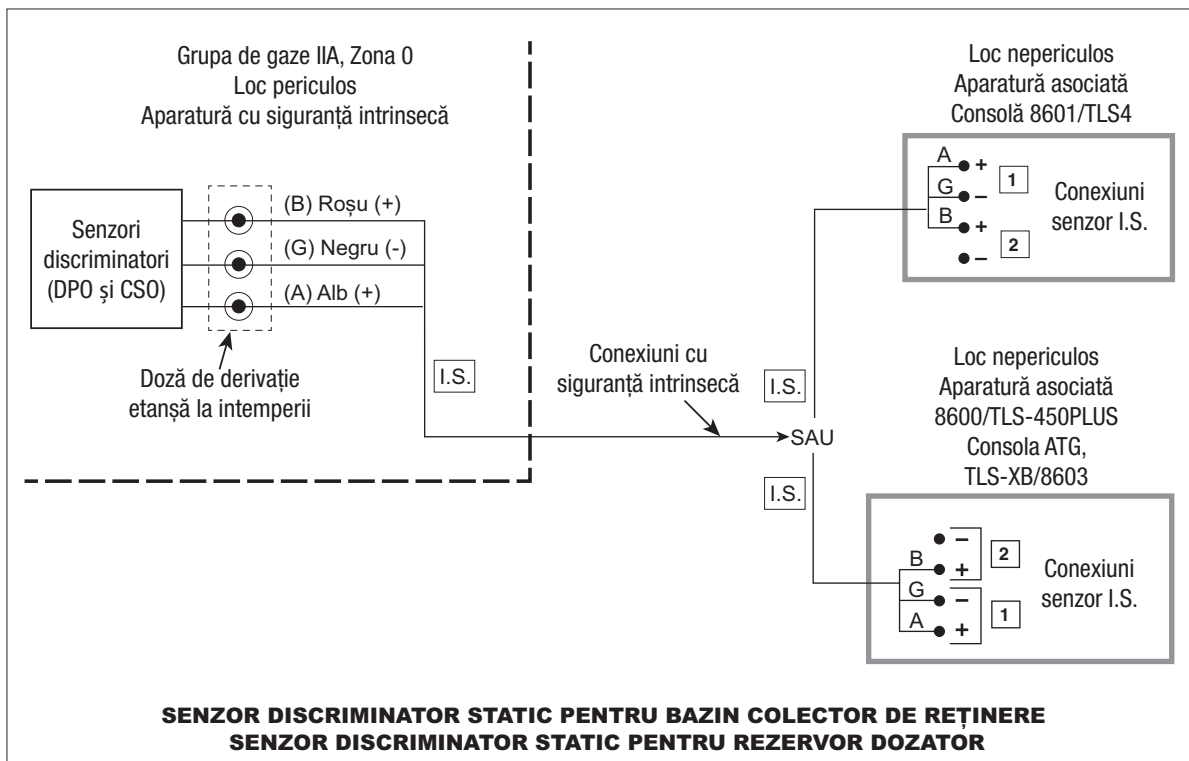 Grupa de gaze IIA, Zona 0
Loc periculos
Aparatură cu siguranță intrinsecă
Senzori
discriminatori
(DPO și CSO)
(B) Roșu (+)
(G) Negru (-)
(A) Alb (+)
Doză de derivație
etanșă la intemperii
I.S.
Conexiuni cu
siguranță intrinsecă
I.S.
SAU
I.S.
Loc nepericulos
Aparatură asociată
Consolă 8601/TLS4
A + 1
G −
B + 2
−
Conexiuni
senzor I.S.
Loc nepericulos
Aparatură asociată
8600/TLS-450PLUS
Consola ATG,
TLS-XB/8603
− 2
B +
G − 1
A +
Conexiuni
senzor I.S.
SENZOR DISCRIMINATOR STATIC PENTRU BAZIN COLECTOR DE REȚINERE
SENZOR DISCRIMINATOR STATIC PENTRU REZERVOR DOZATOR